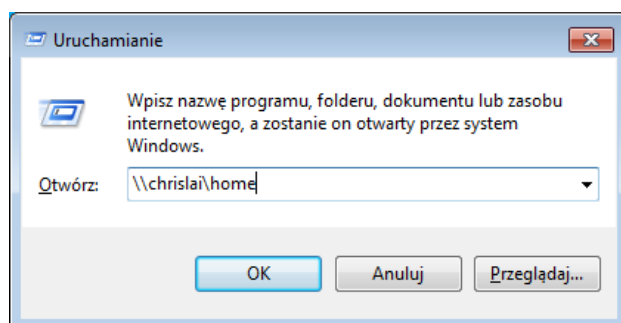 Uruchamianie
Wpisz nazwę programu, folderu, dokumentu lub zasobu
internetowego, a zostanie on otwarty przez system
Windows.
Otwórz: \\chrislai\home
OK Anuluj Przeglądaj...